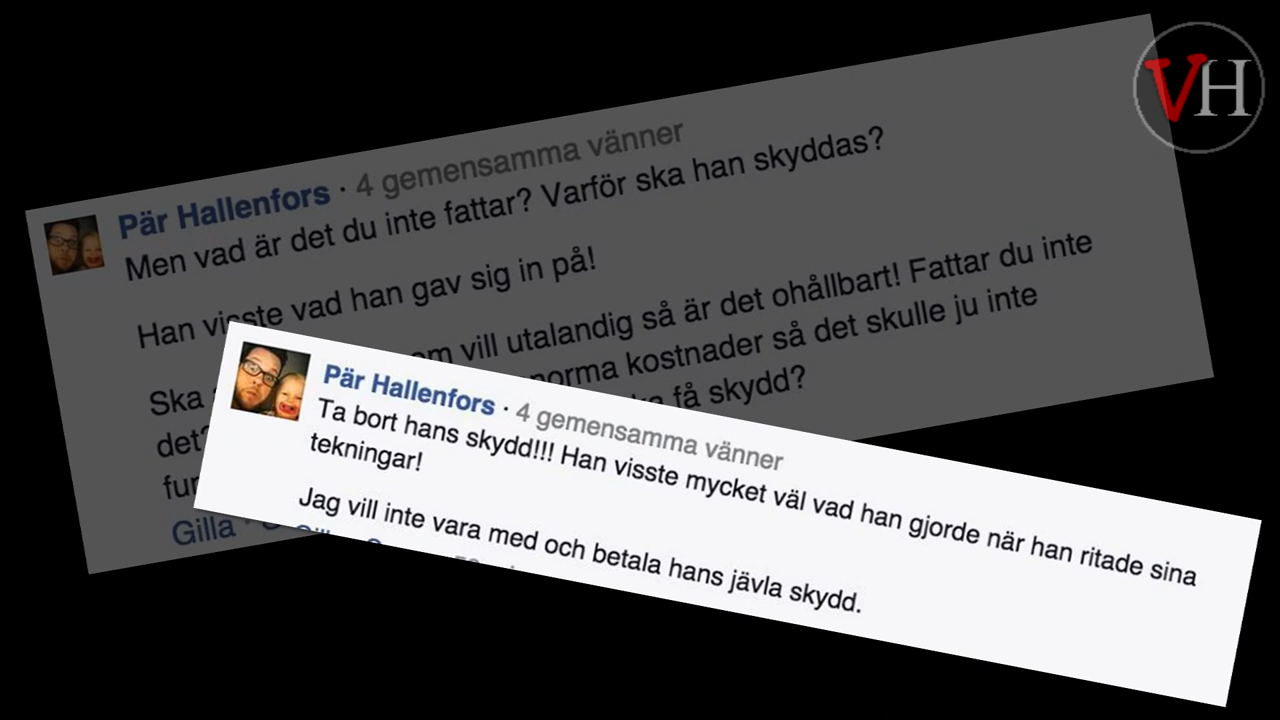 VH
Pär Hallenfors · 4 gemensamma vänner
Men vad är det du inte fattar? Varför ska han skyddas?
Han visste vad han gav sig in på!
Ska vill utalandig så är det ohållbart! Fattar du inte
det? kostnader så det skulle ju inte
få skydd?
Gilla
Pär Hallenfors · 4 gemensamma vänner
Ta bort hans skydd!!! Han visste mycket väl vad han gjorde när han ritade sina
tekningar!
Jag vill inte vara med och betala hans jävla skydd.